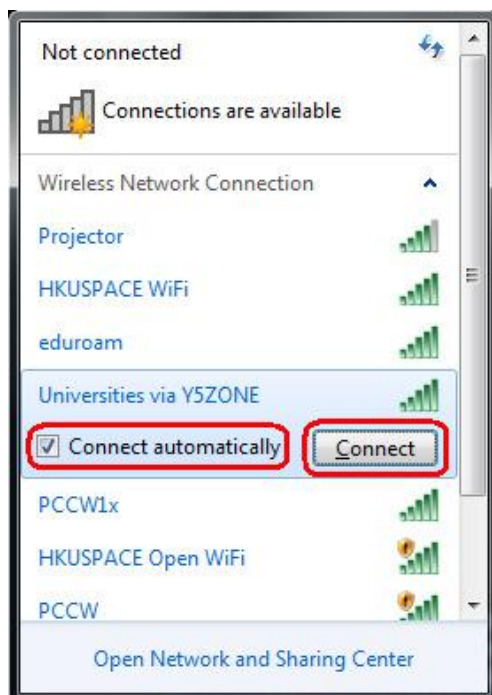 Not connected
Connections are available
Wireless Network Connection
Projector
HKUSPACE WiFi
eduroam
Universities via Y5ZONE
Connect automatically
Connect
PCCW1x
HKUSPACE Open WiFi
PCCW
Open Network and Sharing Center